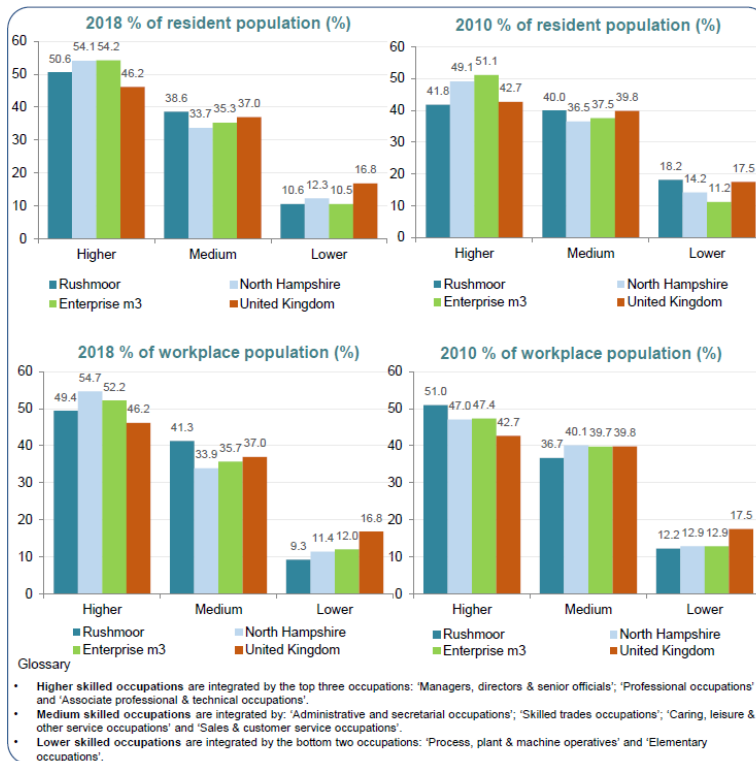 2018 % of resident population (%)
60
50
40
30
20
10
0
50.6 54.1 54.2 46.2
38.6 33.7 35.3 37.0
10.6 12.3 10.5 16.8
Higher Medium Lower
Rushmoor North Hampshire
Enterprise m3 United Kingdom
2010 % of resident population (%)
60
50
40
30
20
10
0
41.8 49.1 51.1 42.7
40.0 36.5 37.5 39.8
18.2 14.2 11.2 17.5
Higher Medium Lower
Rushmoor North Hampshire
Enterprise m3 United Kingdom
2018 % of workplace population (%)
60
50
40
30
20
10
0
49.4 54.7 52.2 46.2
41.3 33.9 35.7 37.0
9.3 11.4 12.0 16.8
Higher Medium Lower
Rushmoor North Hampshire
Enterprise m3 United Kingdom
2010 % of workplace population (%)
60
50
40
30
20
10
0
51.0 47.0 47.4 42.7
36.7 40.1 39.7 39.8
12.2 12.9 12.9 17.5
Higher Medium Lower
Rushmoor North Hampshire
Enterprise m3 United Kingdom
Glossary
• Higher skilled occupations are integrated by the top three occupations: ‘Managers, directors & senior officials’; ‘Professional occupations’
and ‘Associate professional & technical occupations’.
• Medium skilled occupations are integrated by: ‘Administrative and secretarial occupations’; ‘Skilled trades occupations’; ‘Caring, leisure &
other service occupations’ and ‘Sales & customer service occupations’.
• Lower skilled occupations are integrated by the bottom two occupations: ‘Process, plant & machine operatives’ and ‘Elementary
occupations’.